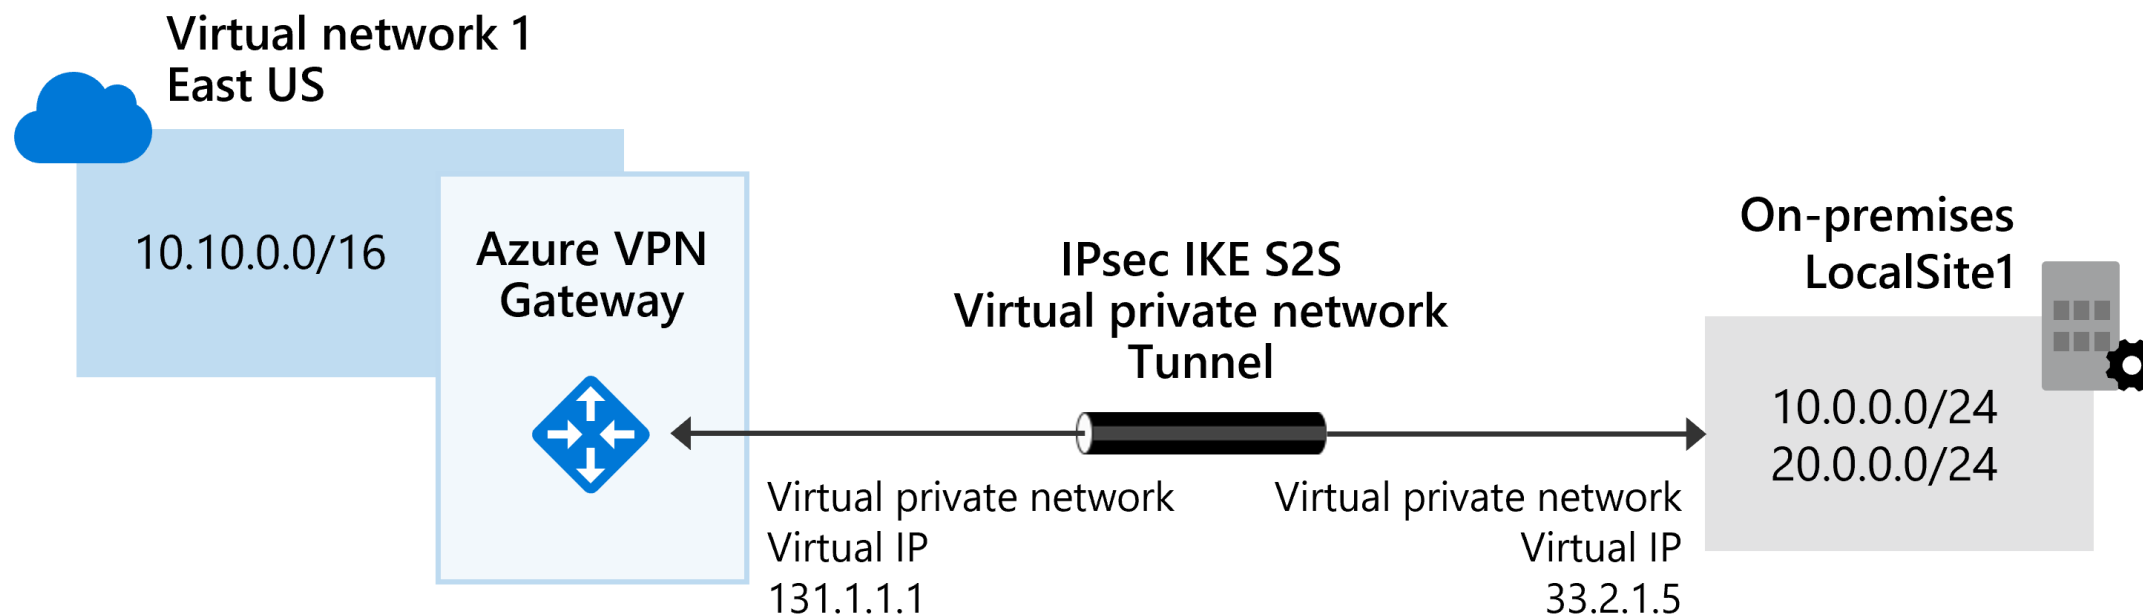 Virtual network 1
East US
10.10.0.0/16
Azure VPN
Gateway
IPsec IKE S2S
Virtual private network
Tunnel
Virtual private network
Virtual IP
131.1.1.1
Virtual private network
Virtual IP
33.2.1.5
On-premises
LocalSite1
10.0.0.0/24
20.0.0.0/24